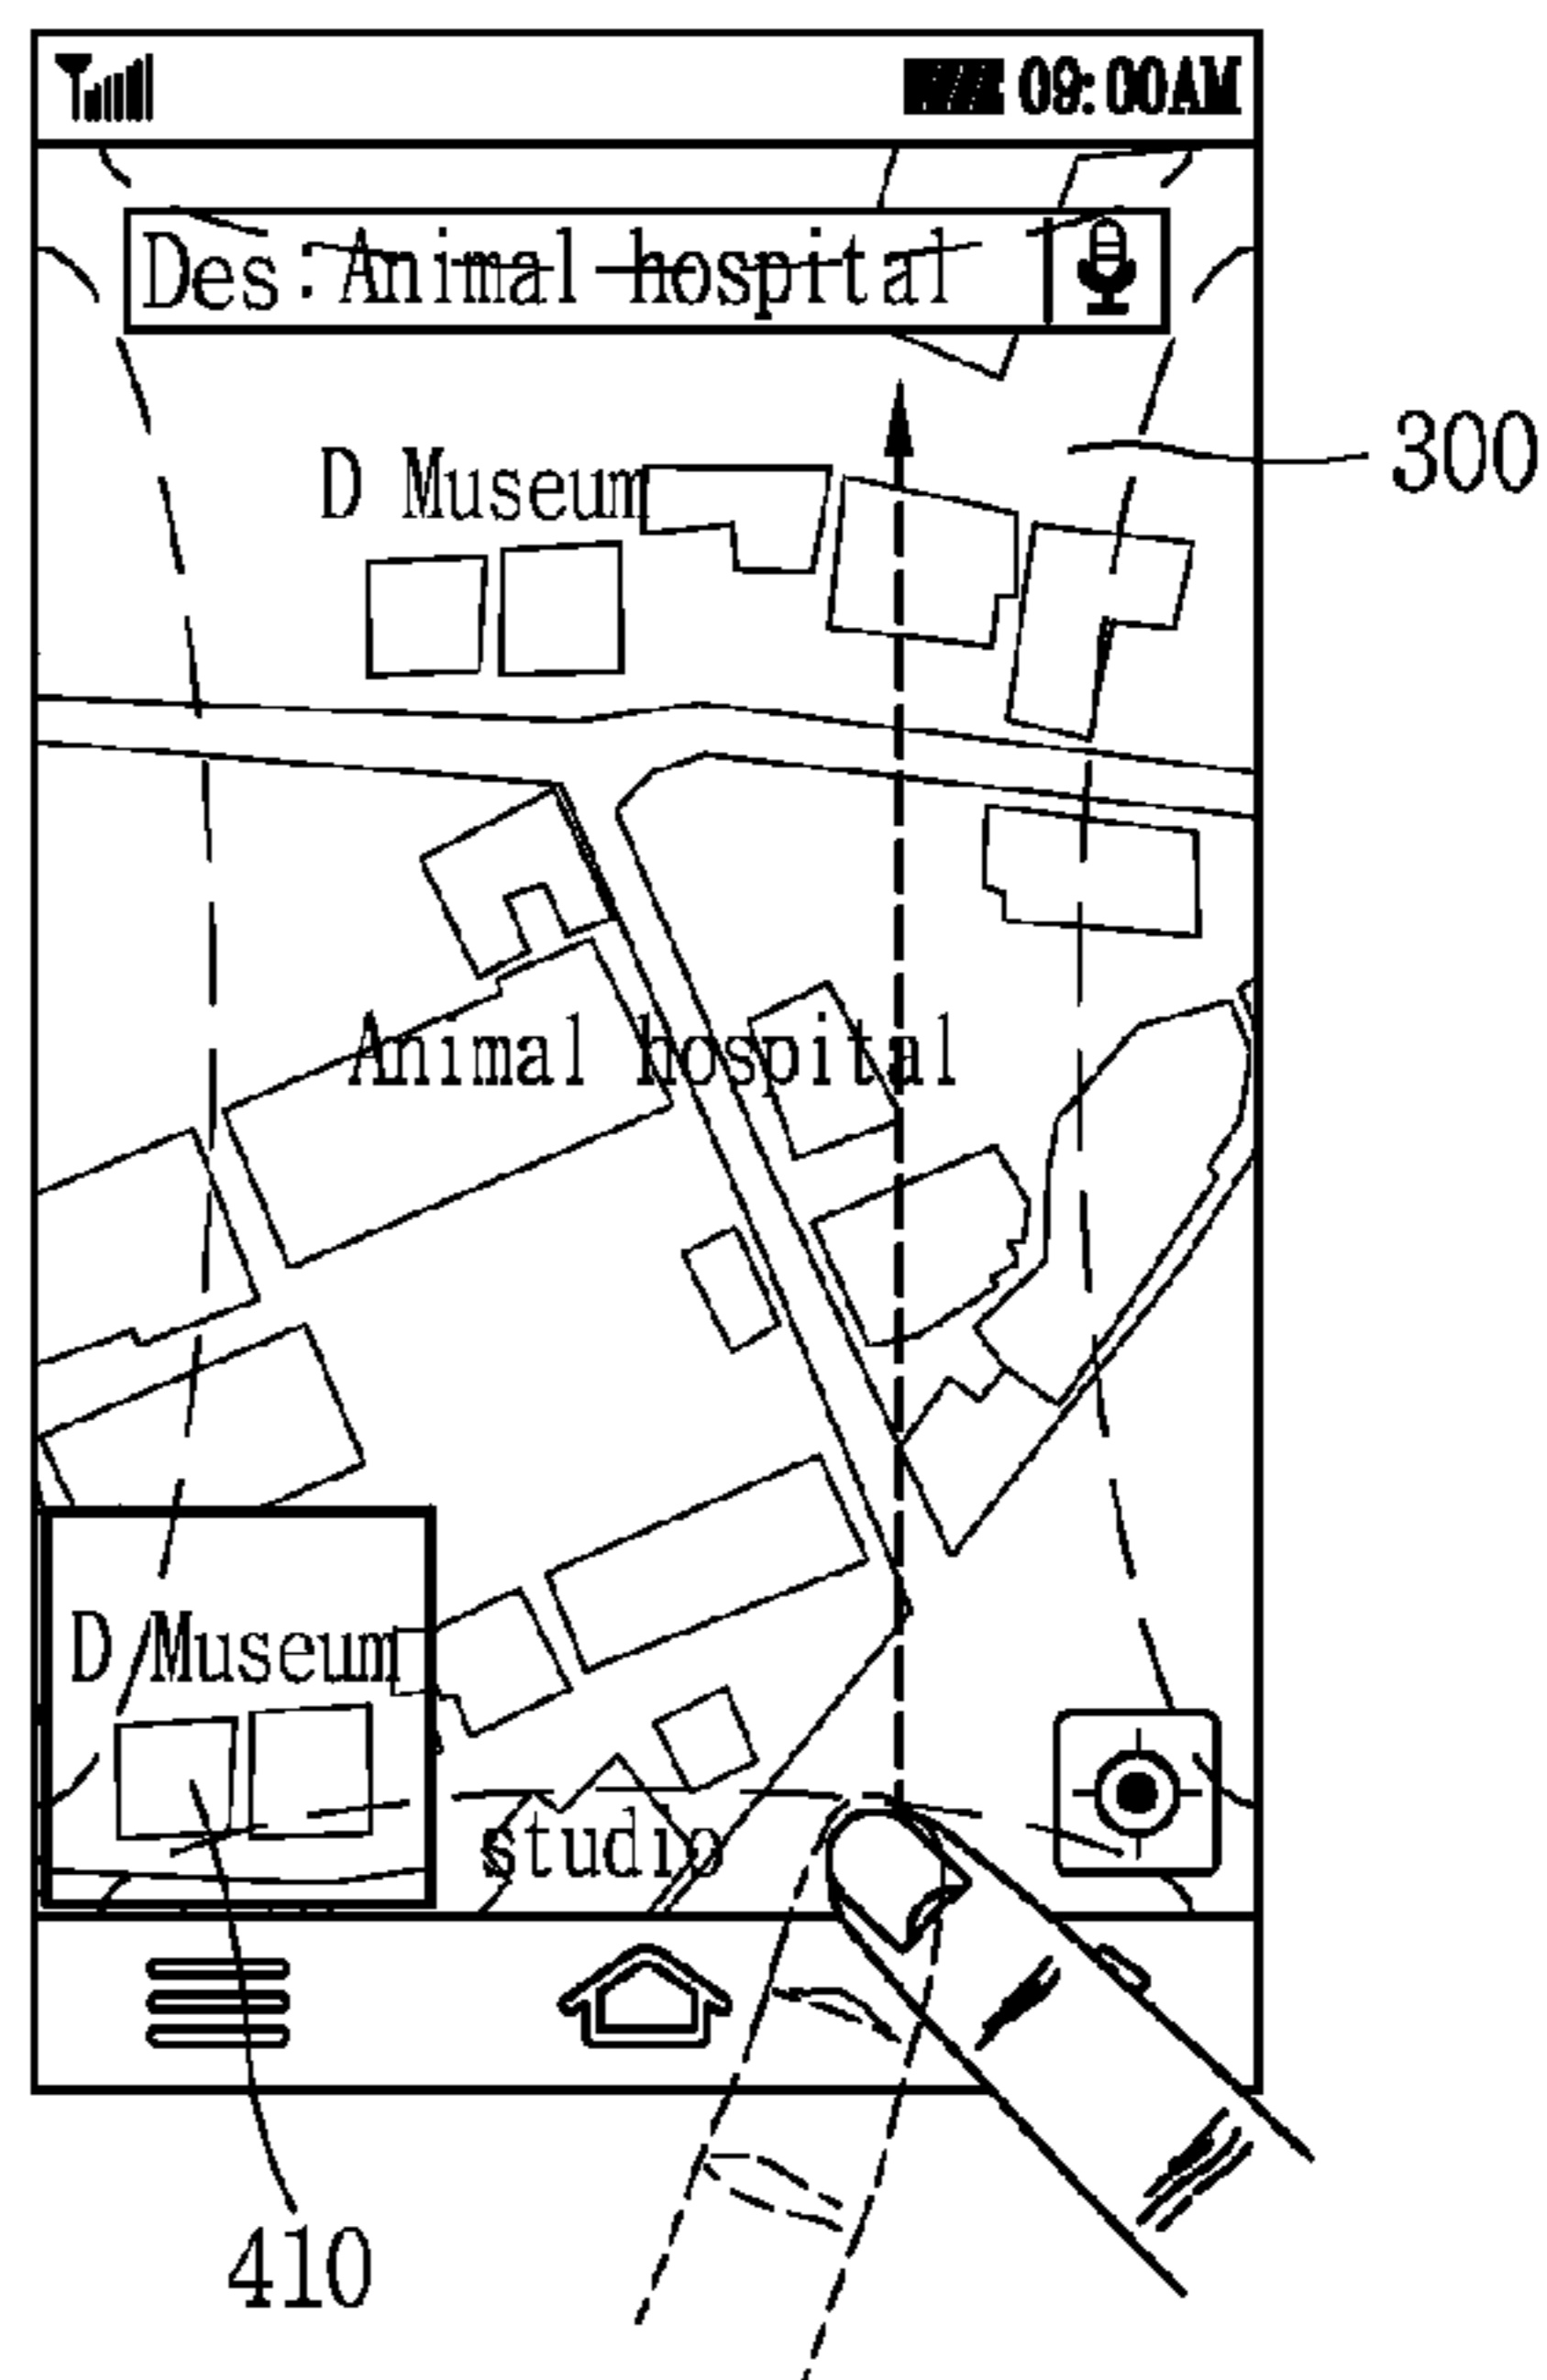 09:00AM
Des:Animal hospital
300
D Museum
Animal hospital
D Museum
studio
410